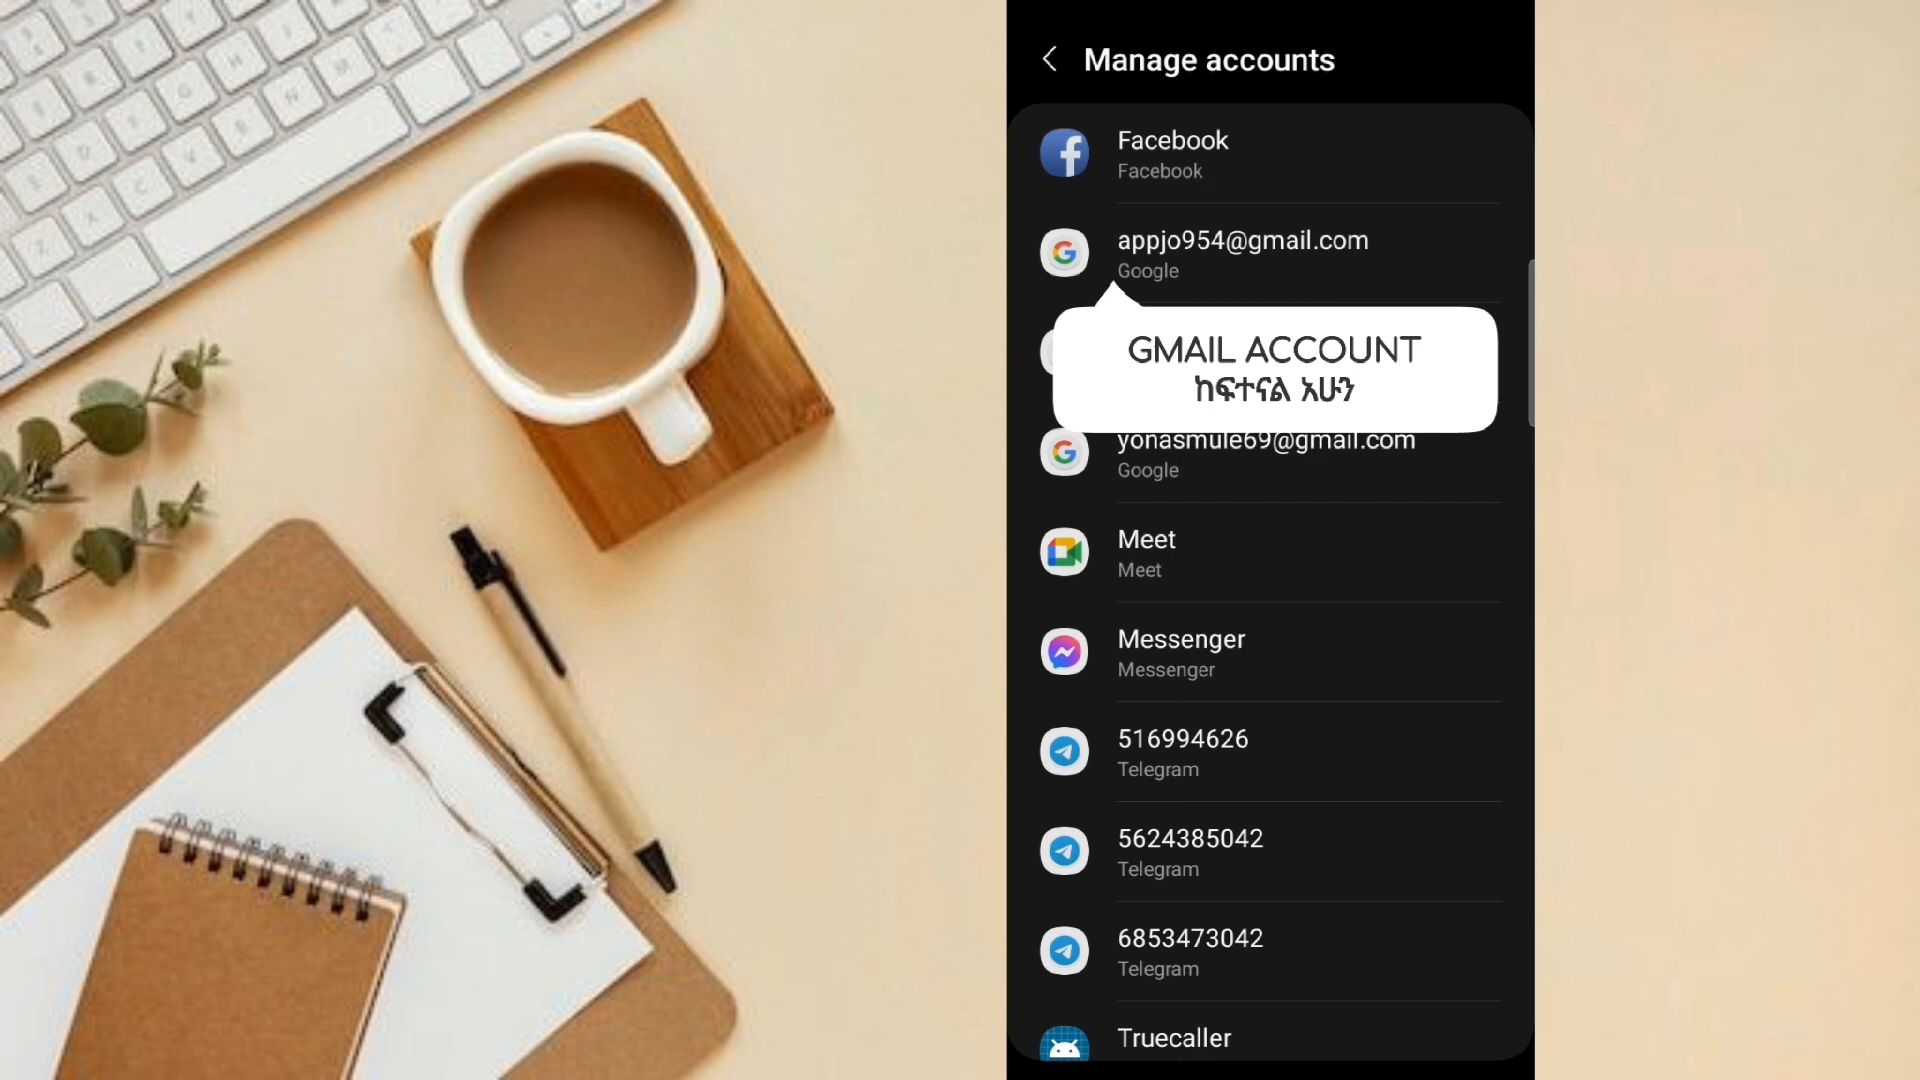 Manage accounts
Facebook
Facebook
appjo954@gmail.com
Google
GMAIL ACCOUNT
ከፍተናል አሁን
yonasmule69@gmail.com
Google
Meet
Meet
Messenger
Messenger
516994626
Telegram
5624385042
Telegram
6853473042
Telegram
Truecaller